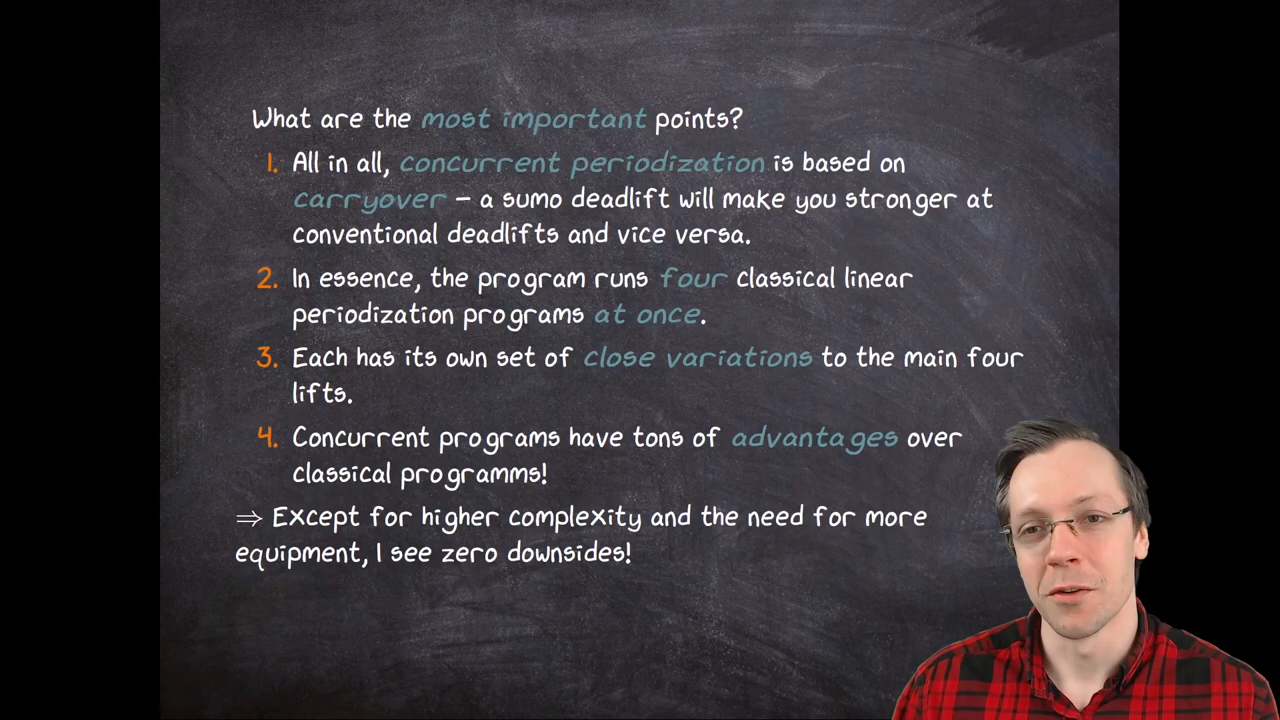 What are the most important points?
1. All in all, concurrent periodization is based on
carryover – a sumo deadlift will make you stronger at
conventional deadlifts and vice versa.
2. In essence, the program runs four classical linear
periodization programs at once.
3. Each has its own set of close variations to the main four
lifts.
4. Concurrent programs have tons of advantages over
classical programms!
⇒ Except for higher complexity and the need for more
equipment, I see zero downsides!